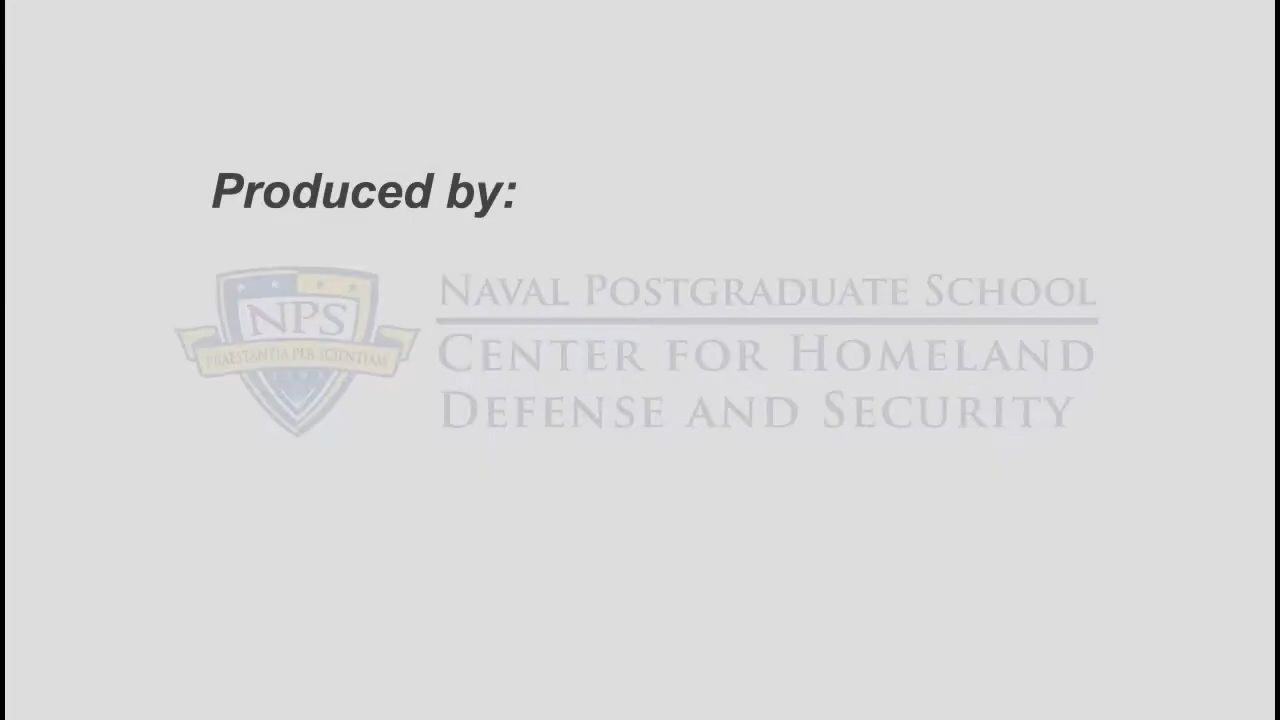 Produced by:
NAVAL POSTGRADUATE SCHOOL
NPS
PRAESTANTIA PER SCIENTIAM
CENTER FOR HOMELAND
DEFENSE AND SECURITY